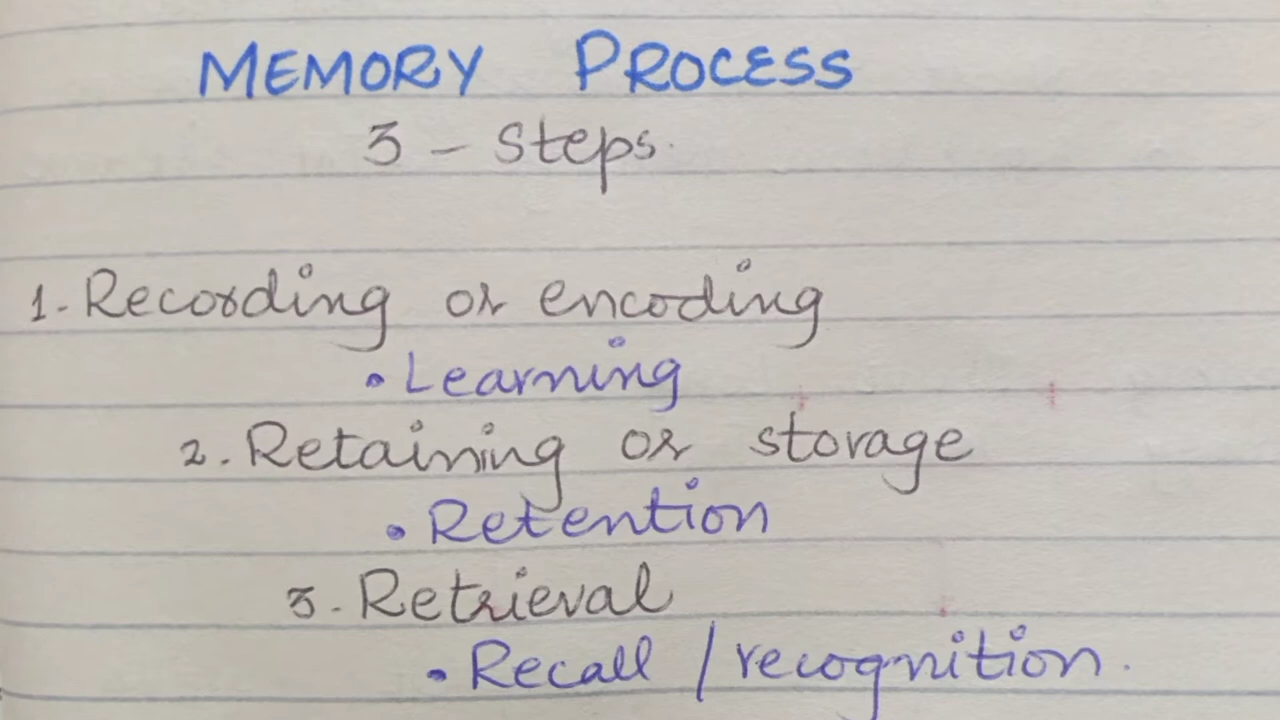 MEMORY PROCESS
3 - Steps.
1. Recording or encoding
• Learning
2. Retaining or storage
• Retention
3. Retrieval
• Recall / recognition.